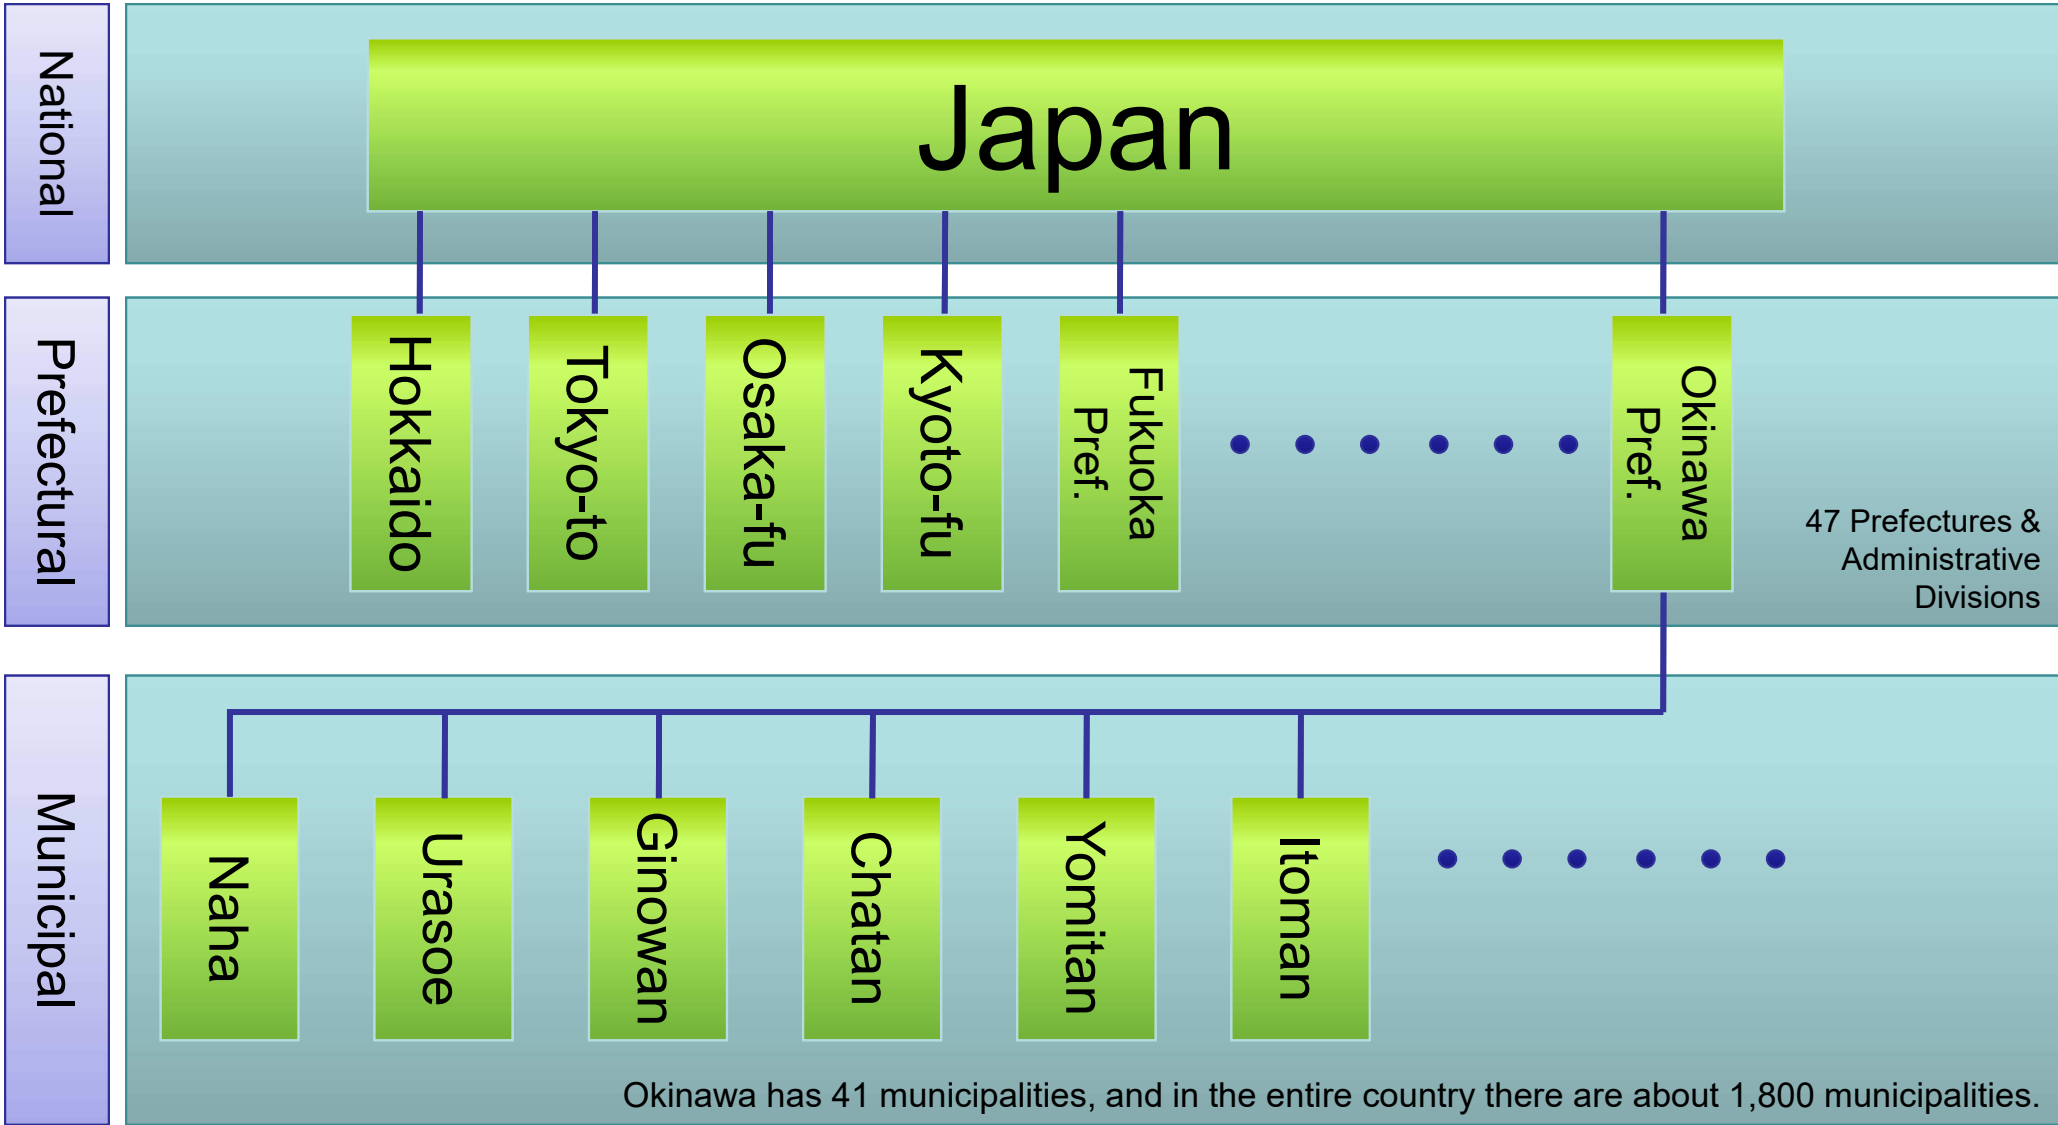 National
Japan
Prefectural
Hokkaido
Tokyo-to
Osaka-fu
Kyoto-fu
Fukuoka
Pref.
Okinawa
Pref.
47 Prefectures &
Administrative
Divisions
Municipal
Naha
Urasoe
Ginowan
Chatan
Yomitan
Itoman
Okinawa has 41 municipalities, and in the entire country there are about 1,800 municipalities.